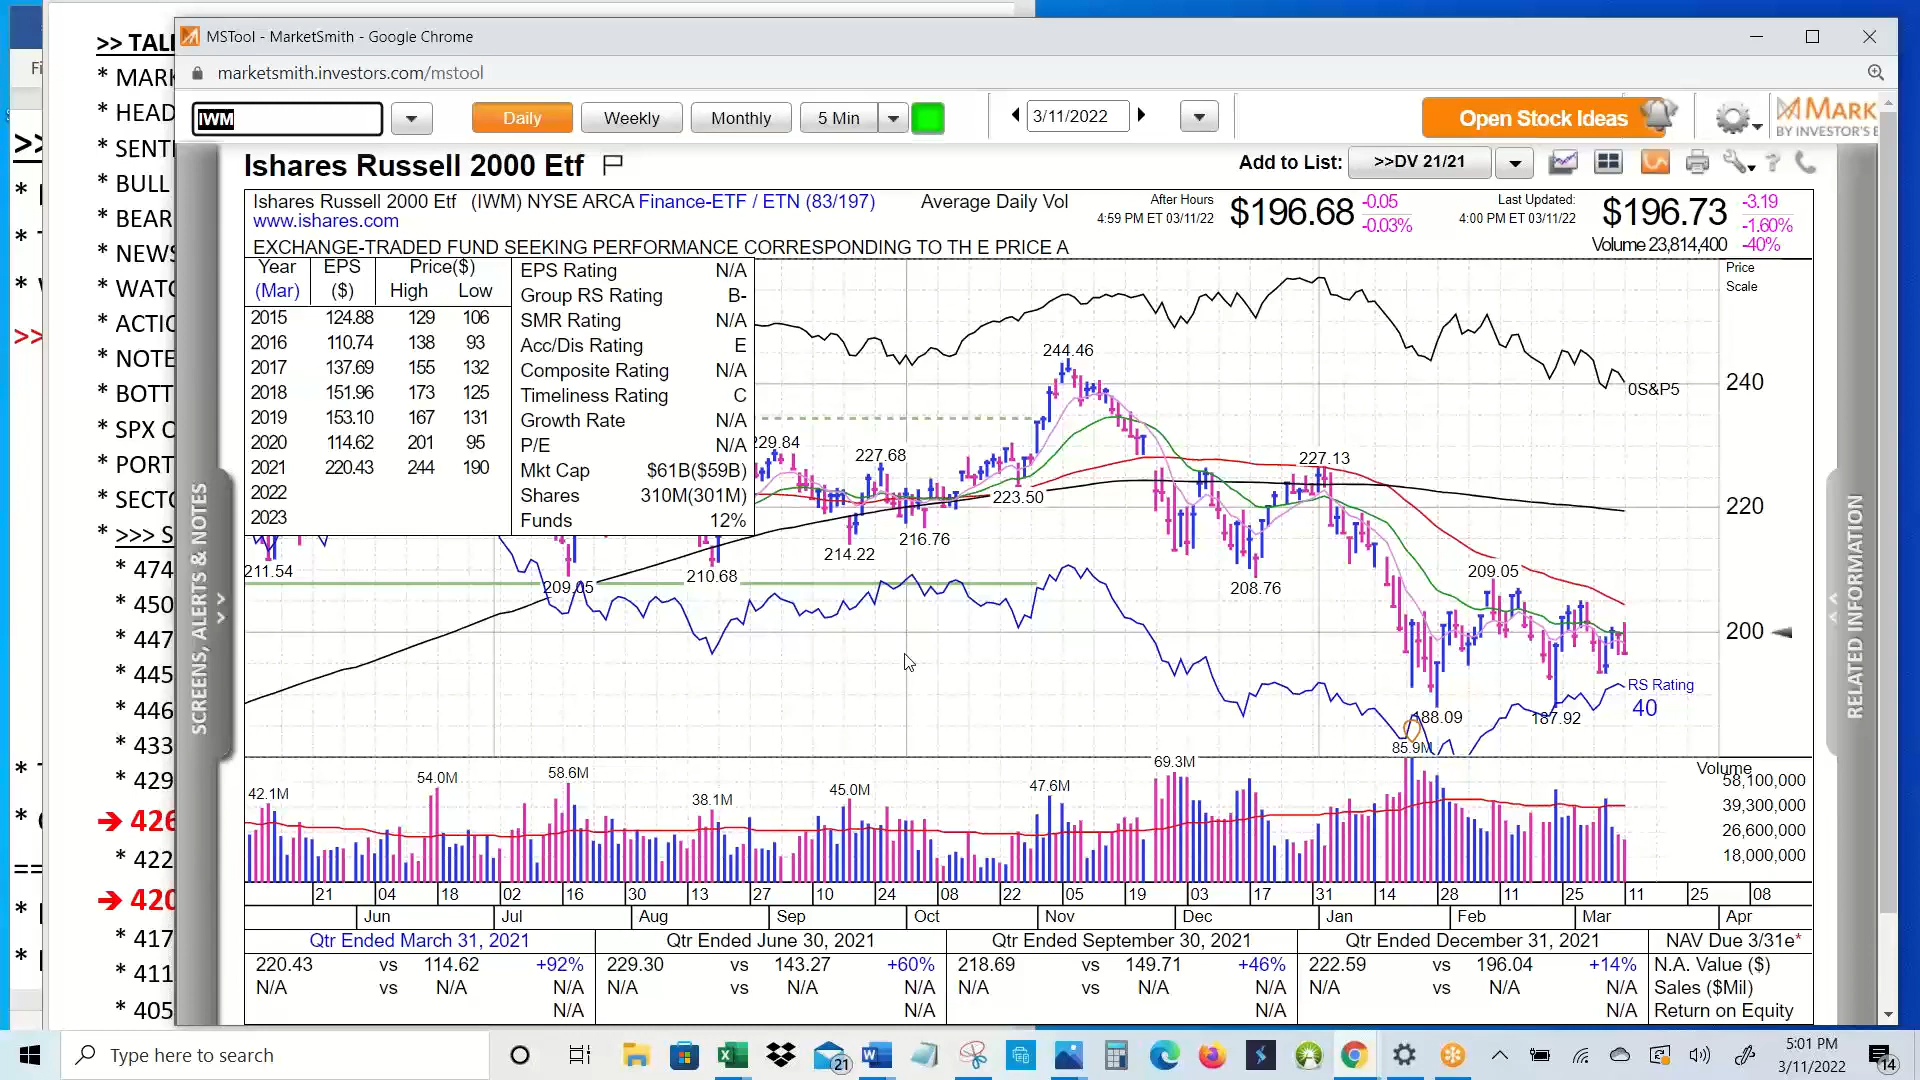 >> TAL
* MARK
* HEAD
* SENTI
* BULL
* BEAR
* NEWS
* WATC
* ACTIO
* NOTE
* BOTT
* SPX O
* PORT
* SECTO
* >>> S
* 474
* 450
* 447
* 445
* 446
* 433
* 429
426
* 422
420
* 417
* 411
* 405
MSTool - MarketSmith - Google Chrome
marketsmith.investors.com/mstool
IWM
Daily Weekly Monthly 5 Min 3/11/2022
Open Stock Ideas
MARK
BY INVESTOR'S
Ishares Russell 2000 Etf
Add to List: >>DV 21/21
Ishares Russell 2000 Etf (IWM) NYSE ARCA Finance-ETF / ETN (83/197) Average Daily Vol
www.ishares.com
EXCHANGE-TRADED FUND SEEKING PERFORMANCE CORRESPONDING TO TH E PRICE A
After Hours
4:59 PM ET 03/11/22
$196.68 -0.05
-0.03%
Last Updated:
4:00 PM ET 03/11/22
$196.73 -3.19
-1.60%
Volume 23,814,400 -40%
Year EPS Price($)
(Mar) ($) High Low
2015 124.88 129 106
2016 110.74 138 93
2017 137.69 155 132
2018 151.96 173 125
2019 153.10 167 131
2020 114.62 201 95
2021 220.43 244 190
2022
2023
EPS Rating N/A
Group RS Rating B-
SMR Rating N/A
Acc/Dis Rating E
Composite Rating N/A
Timeliness Rating C
Growth Rate N/A
P/E N/A
Mkt Cap $61B($59B)
Shares 310M(301M)
Funds 12%
Price
Scale
244.46
0S&P5
240
229.84
227.68
227.13
223.50
220
216.76
214.22
211.54
210.68
209.05
208.76
209.05
200
RS Rating
40
188.09
187.92
85.9M
Volume
69.3M
54.0M
58.6M
42.1M
38.1M
45.0M
47.6M
58,100,000
39,300,000
26,600,000
18,000,000
21 04 18 02 16 30 13 27 10 24 08 22 05 19 03 17 31 14 28 11 25 11 25 08
Jun Jul Aug Sep Oct Nov Dec Jan Feb Mar Apr
Qtr Ended March 31, 2021 Qtr Ended June 30, 2021 Qtr Ended September 30, 2021 Qtr Ended December 31, 2021 NAV Due 3/31e*
220.43 vs 114.62 +92% 229.30 vs 143.27 +60% 218.69 vs 149.71 +46% 222.59 vs 196.04 +14% N.A. Value ($)
N/A vs N/A N/A N/A vs N/A N/A N/A vs N/A N/A N/A vs N/A N/A Sales ($Mil)
N/A N/A N/A N/A Return on Equity
SCREENS, ALERTS & NOTES
RELATED INFORMATION
Type here to search
21
5:01 PM
3/11/2022
14